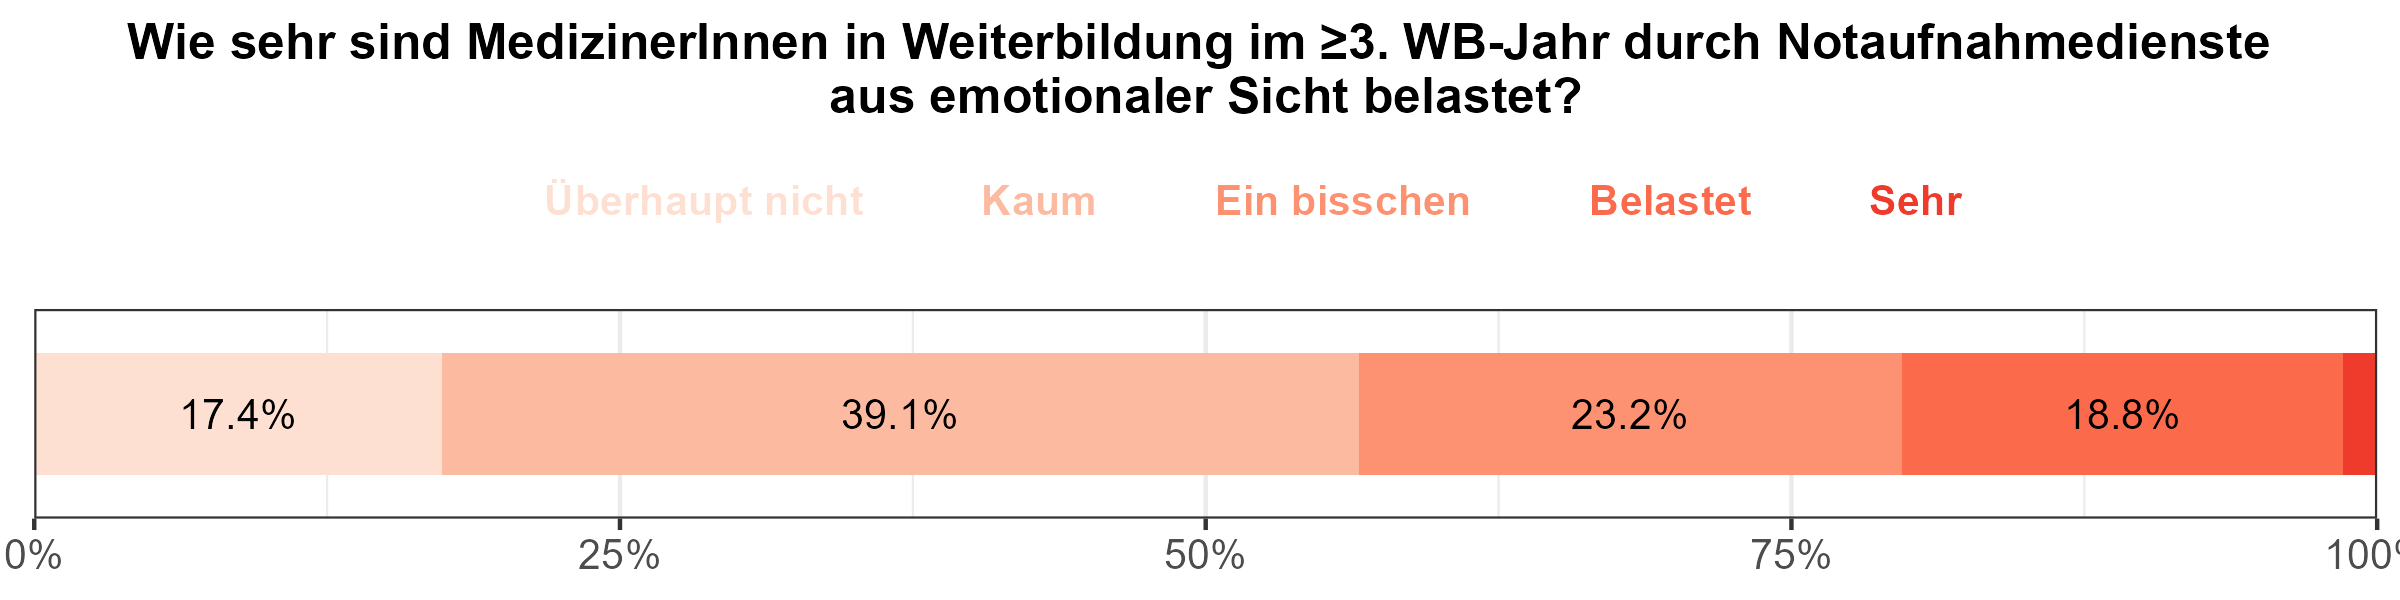 Wie sehr sind MedizinerInnen in Weiterbildung im ≥3. WB-Jahr durch Notaufnahmedienste
aus emotionaler Sicht belastet?
Überhaupt nicht Kaum Ein bisschen Belastet Sehr
17.4% 39.1% 23.2% 18.8%
0% 25% 50% 75% 100%